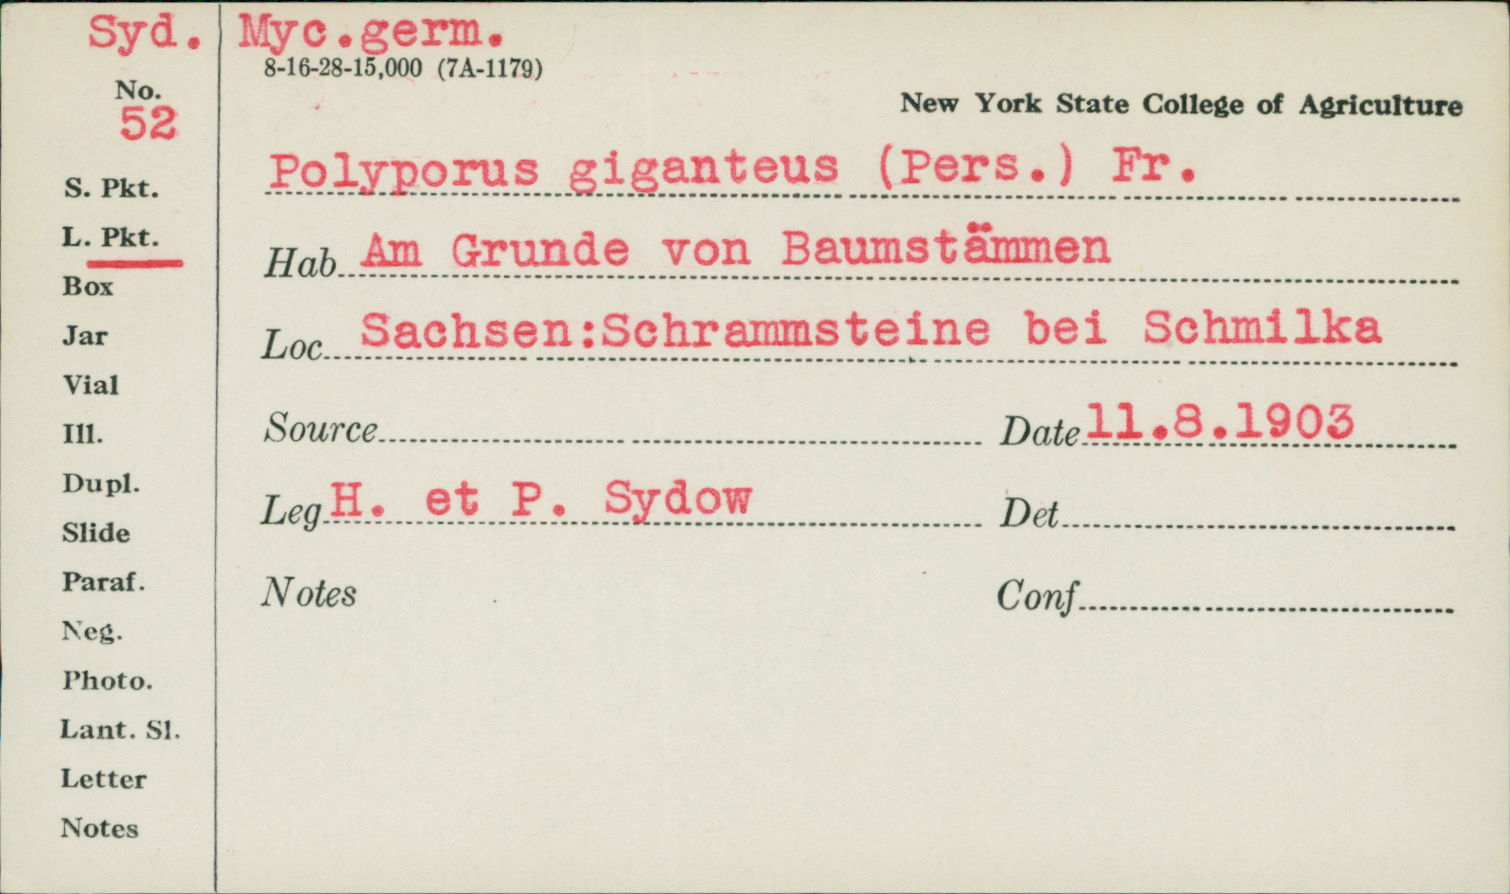 Syd. Myc.germ.
8-16-28-15,000 (7A-1179)
No.
52
New York State College of Agriculture
Polyporus giganteus (Pers.) Fr.
S. Pkt.
L. Pkt.
Hab. Am Grunde von Baumstämmen
Box
Jar
Loc. Sachsen:Schrammsteine bei Schmilka
Vial
Ill.
Source Date 11.8.1903
Dupl.
Leg. H. et P. Sydow Det.
Slide
Paraf.
Notes Conf.
Neg.
Photo.
Lant. Sl.
Letter
Notes